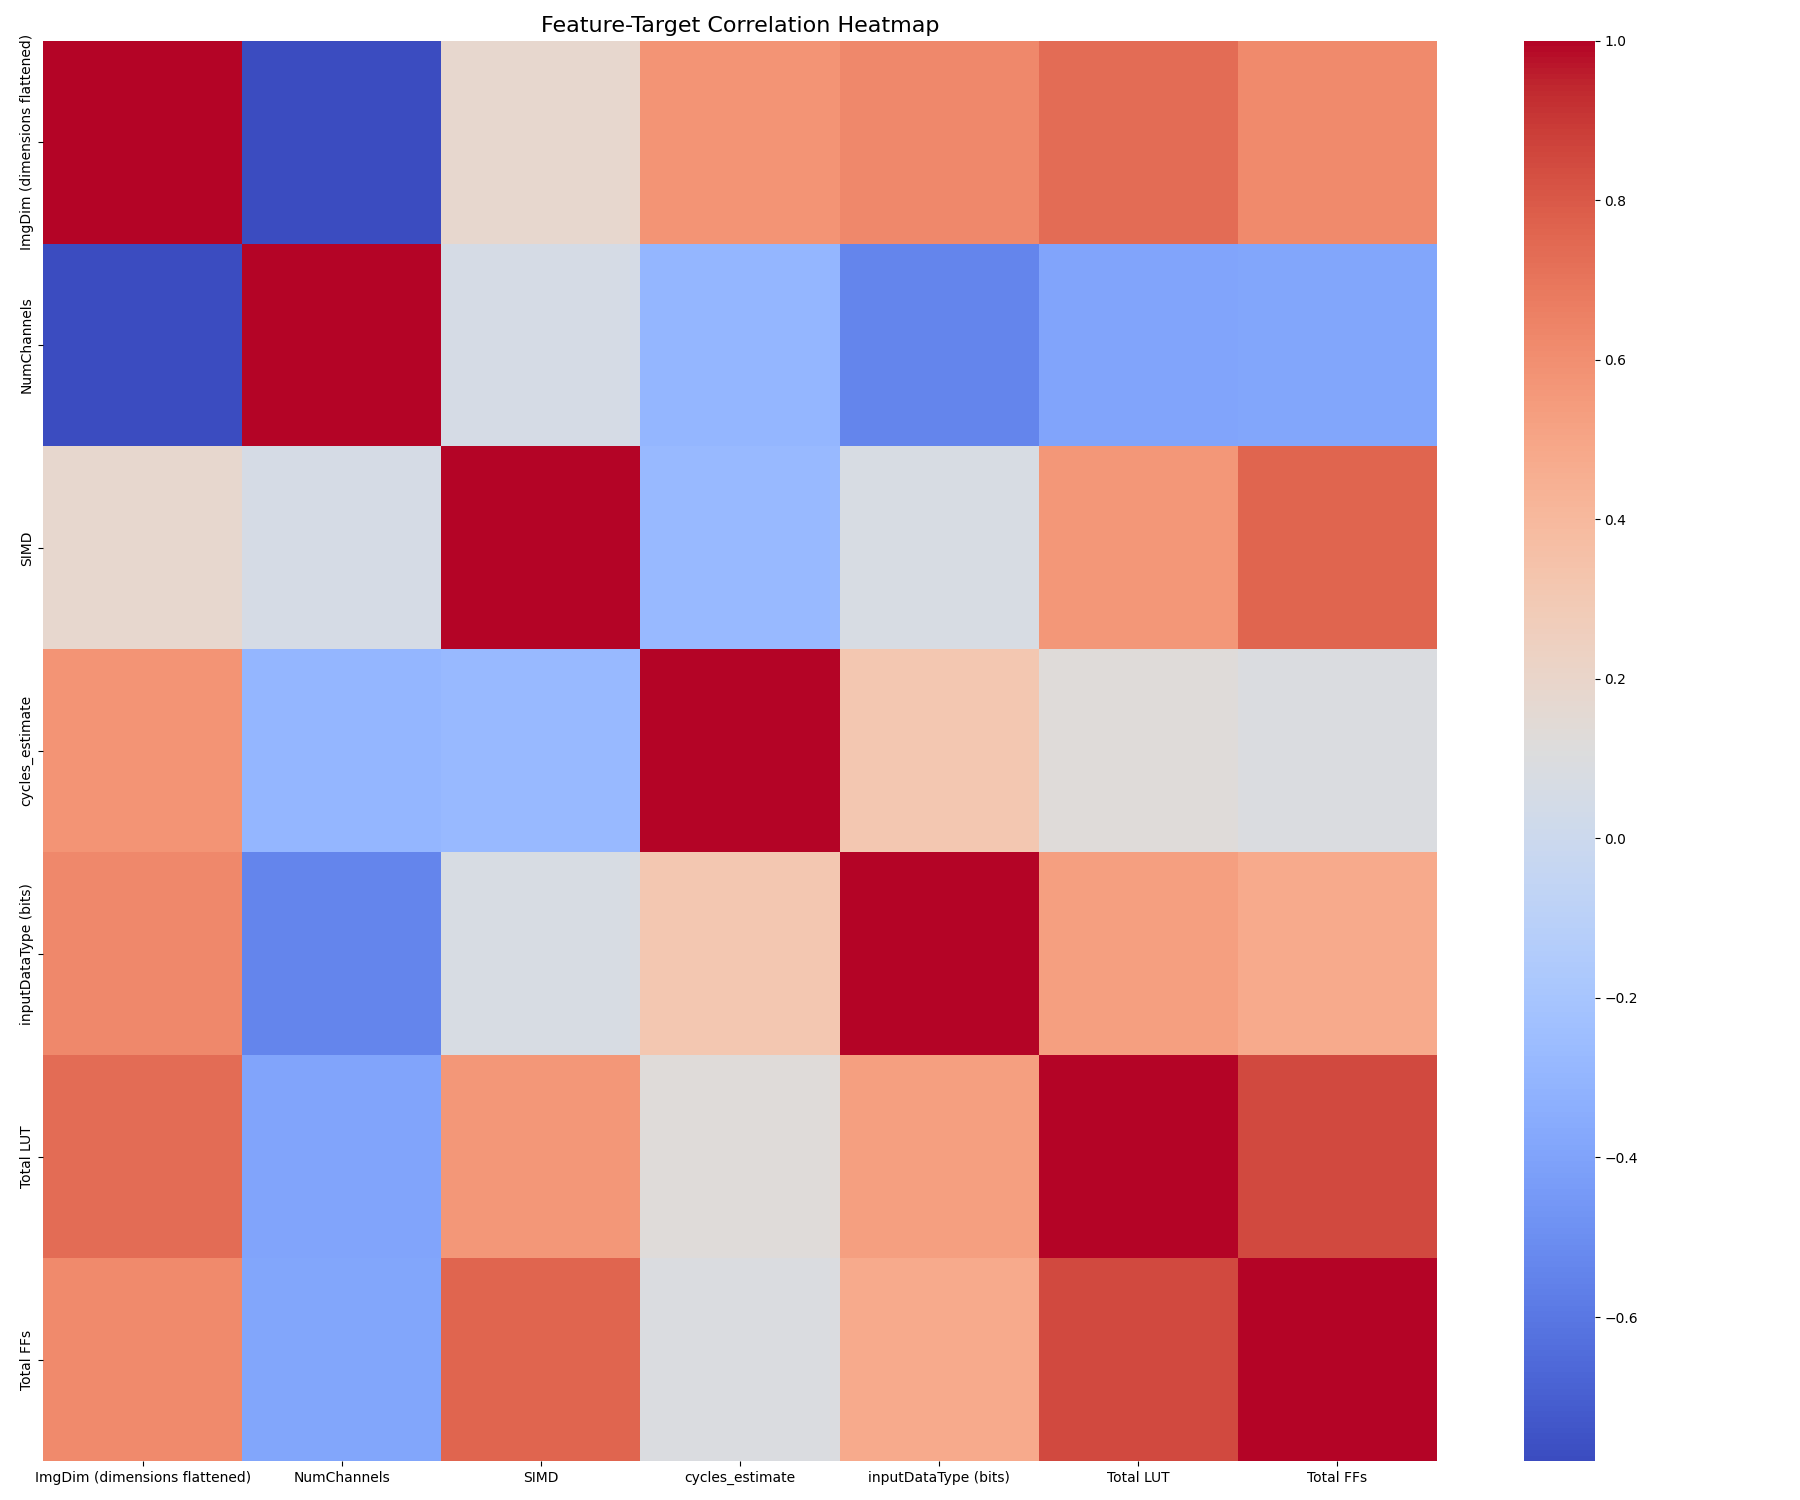 Feature-Target Correlation Heatmap
ImgDim (dimensions flattened)
NumChannels
SIMD
cycles_estimate
inputDataType (bits)
Total LUT
Total FFs
ImgDim (dimensions flattened)
NumChannels
SIMD
cycles_estimate
inputDataType (bits)
Total LUT
Total FFs
1.0
0.8
0.6
0.4
0.2
0.0
−0.2
−0.4
−0.6